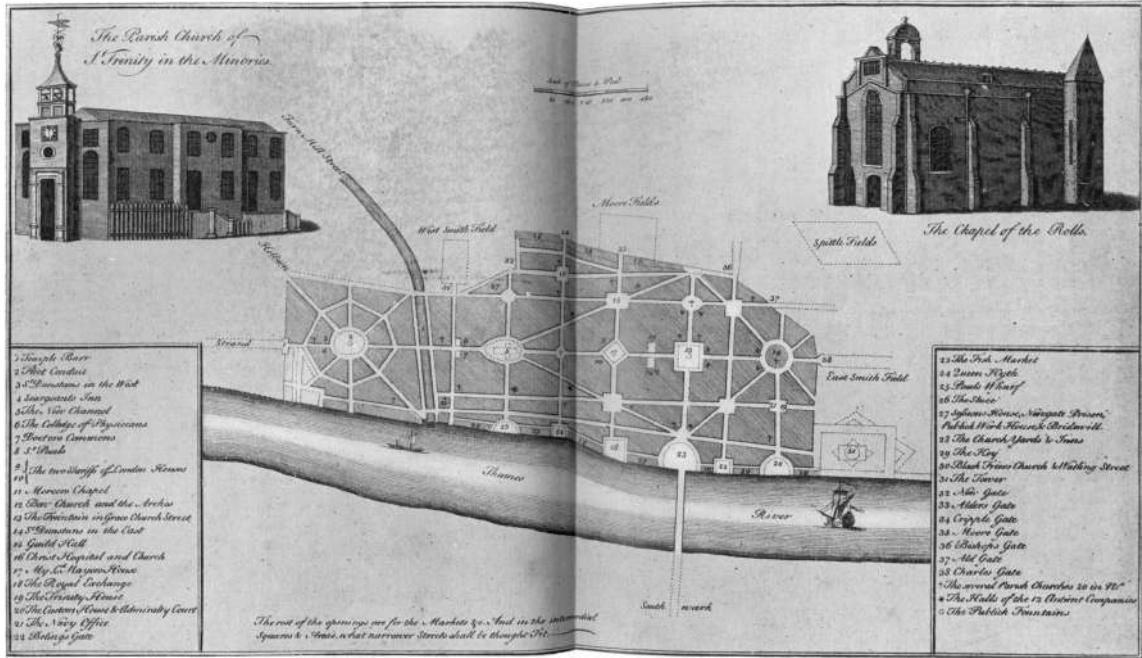 The Parish Church of
St Trinity in the Minories.
The Chapel of the Rolls.
Turn Mill Street
Holborn
West Smith Field
Moore Fields
Spittle Fields
Strand
East Smith Field
Thames
River
South wark
1 Temple Barr
2 Fleet Conduit
3 St Dunstans in the West
4 Seargeants Inn
5 The New Channel
6 The Colledge of Physicians
7 Doctors Commons
8 St Pauls
9
10 The two Sheriffs of London Houses
11 Mercers Chapel
12 Bow Church and the Arches
13 The Fountain in Grace Church Street
14 St Dunstans in the East
15 Guild Hall
16 Christ Hospital and Church
17 My Ld Mayors House
18 The Royal Exchange
19 The Trinity House
20 The Custom House & Admiralty Court
21 The Navy Office
22 Belings Gate
23 The Fish Market
24 Queen Hyth
25 Pauls Wharf
26 The
27 House, Newgate Prison,
Publick Work House & Bridewill
28 The Church Yards & Inns
29 The Key
30 Black Friers Church & Watling Street
31 The Tower
32 New Gate
33 Alders Gate
34 Cripple Gate
35 Moore Gate
36 Bishops Gate
37 Ald Gate
38 Charles Gate
The several Parish Churches 20 in
The Halls of the 12 Antient Companies
The Publick Fountains
The rest of the openings are for the Markets &c. And in the intermedial
Squares & Areas, what narrower Streets shall be thought Fit.